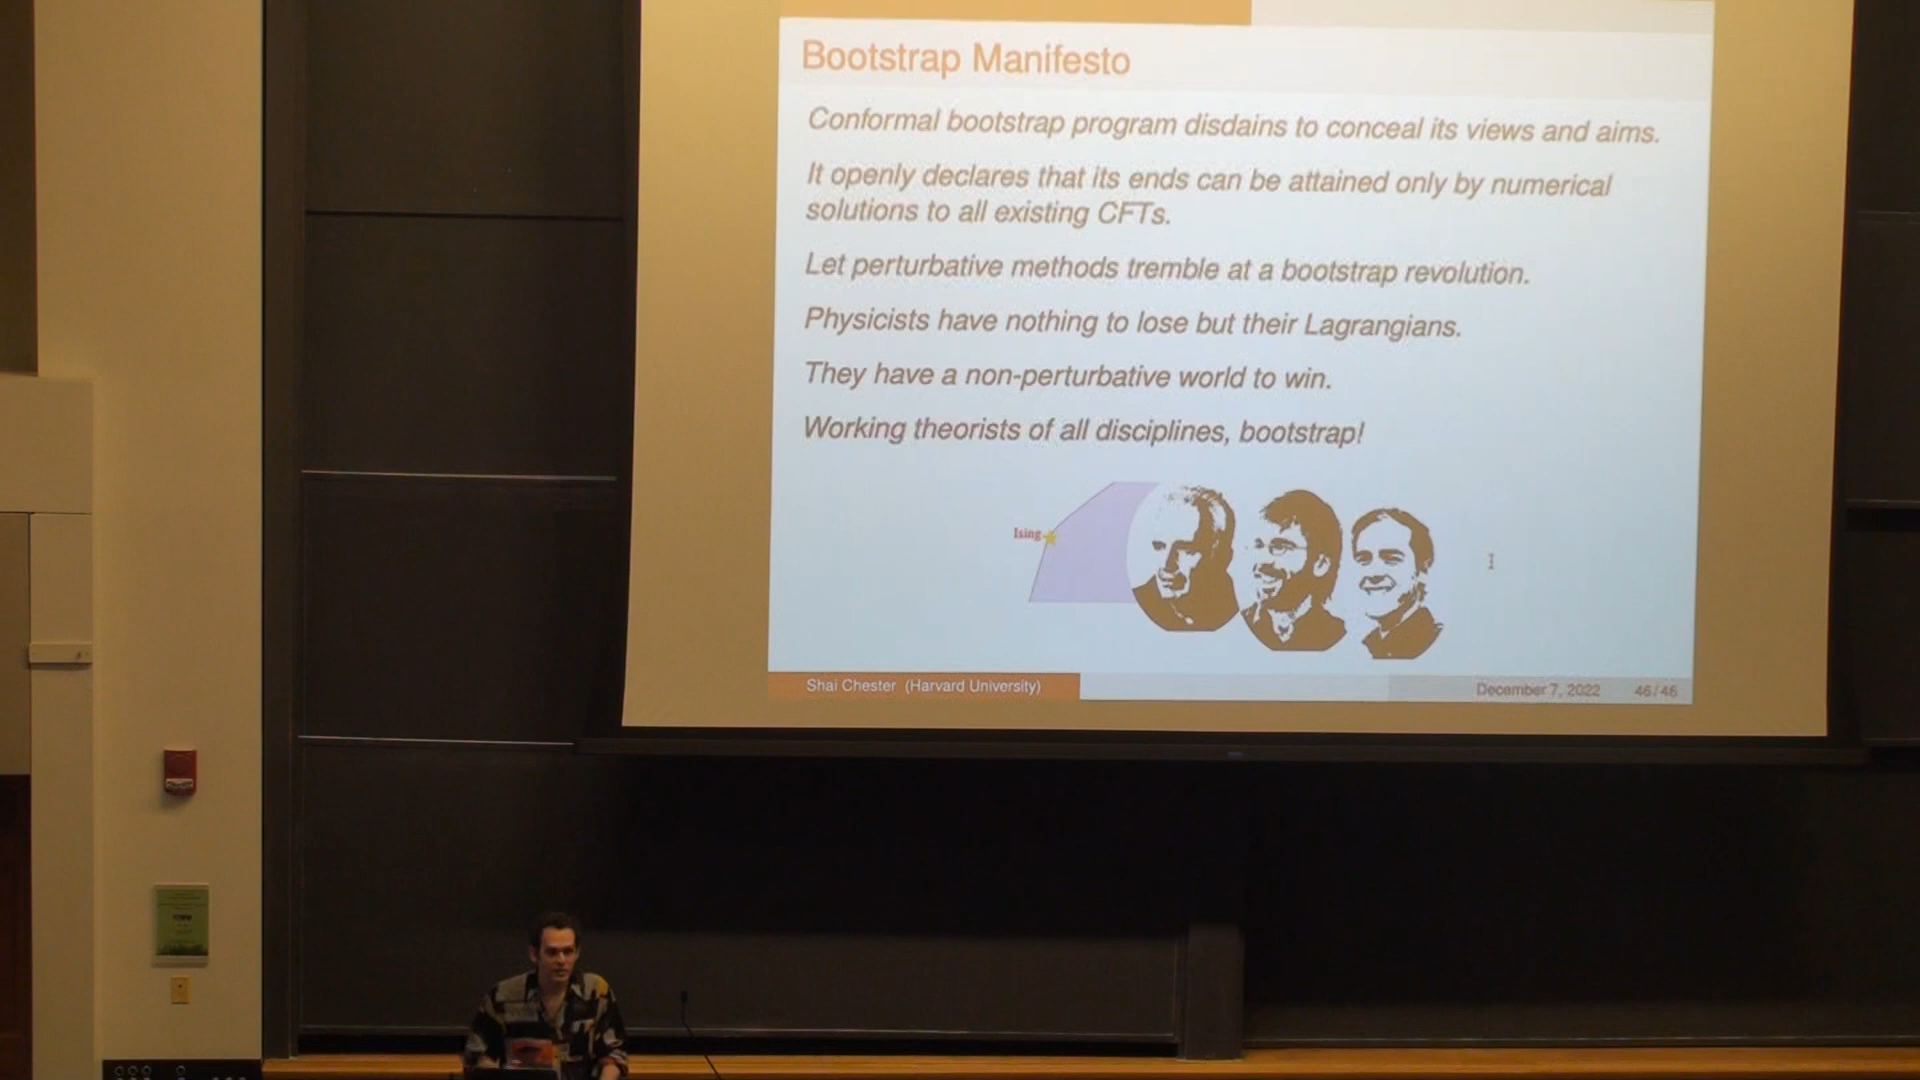 Bootstrap Manifesto
Conformal bootstrap program disdains to conceal its views and aims.
It openly declares that its ends can be attained only by numerical
solutions to all existing CFTs.
Let perturbative methods tremble at a bootstrap revolution.
Physicists have nothing to lose but their Lagrangians.
They have a non-perturbative world to win.
Working theorists of all disciplines, bootstrap!
Ising
Shai Chester (Harvard University)
December 7, 2022
46/46